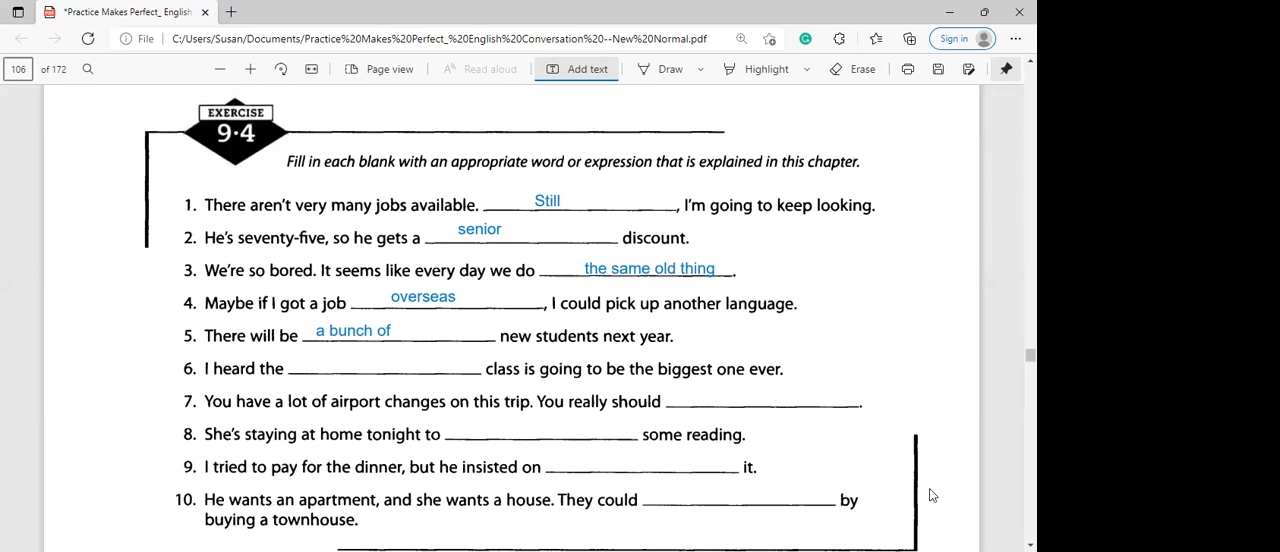 *Practice Makes Perfect_ English
File
C:/Users/Susan/Documents/Practice%20Makes%20Perfect_%20English%20Conversation%20--New%20Normal.pdf
Sign in
106 of 172
Page view
Read aloud
Add text
Draw
Highlight
Erase
EXERCISE
9·4
Fill in each blank with an appropriate word or expression that is explained in this chapter.
1. There aren't very many jobs available. Still, I'm going to keep looking.
2. He's seventy-five, so he gets a senior discount.
3. We're so bored. It seems like every day we do the same old thing.
4. Maybe if I got a job overseas, I could pick up another language.
5. There will be a bunch of new students next year.
6. I heard the ____________ class is going to be the biggest one ever.
7. You have a lot of airport changes on this trip. You really should ____________.
8. She's staying at home tonight to ____________ some reading.
9. I tried to pay for the dinner, but he insisted on ____________ it.
10. He wants an apartment, and she wants a house. They could ____________ by
buying a townhouse.